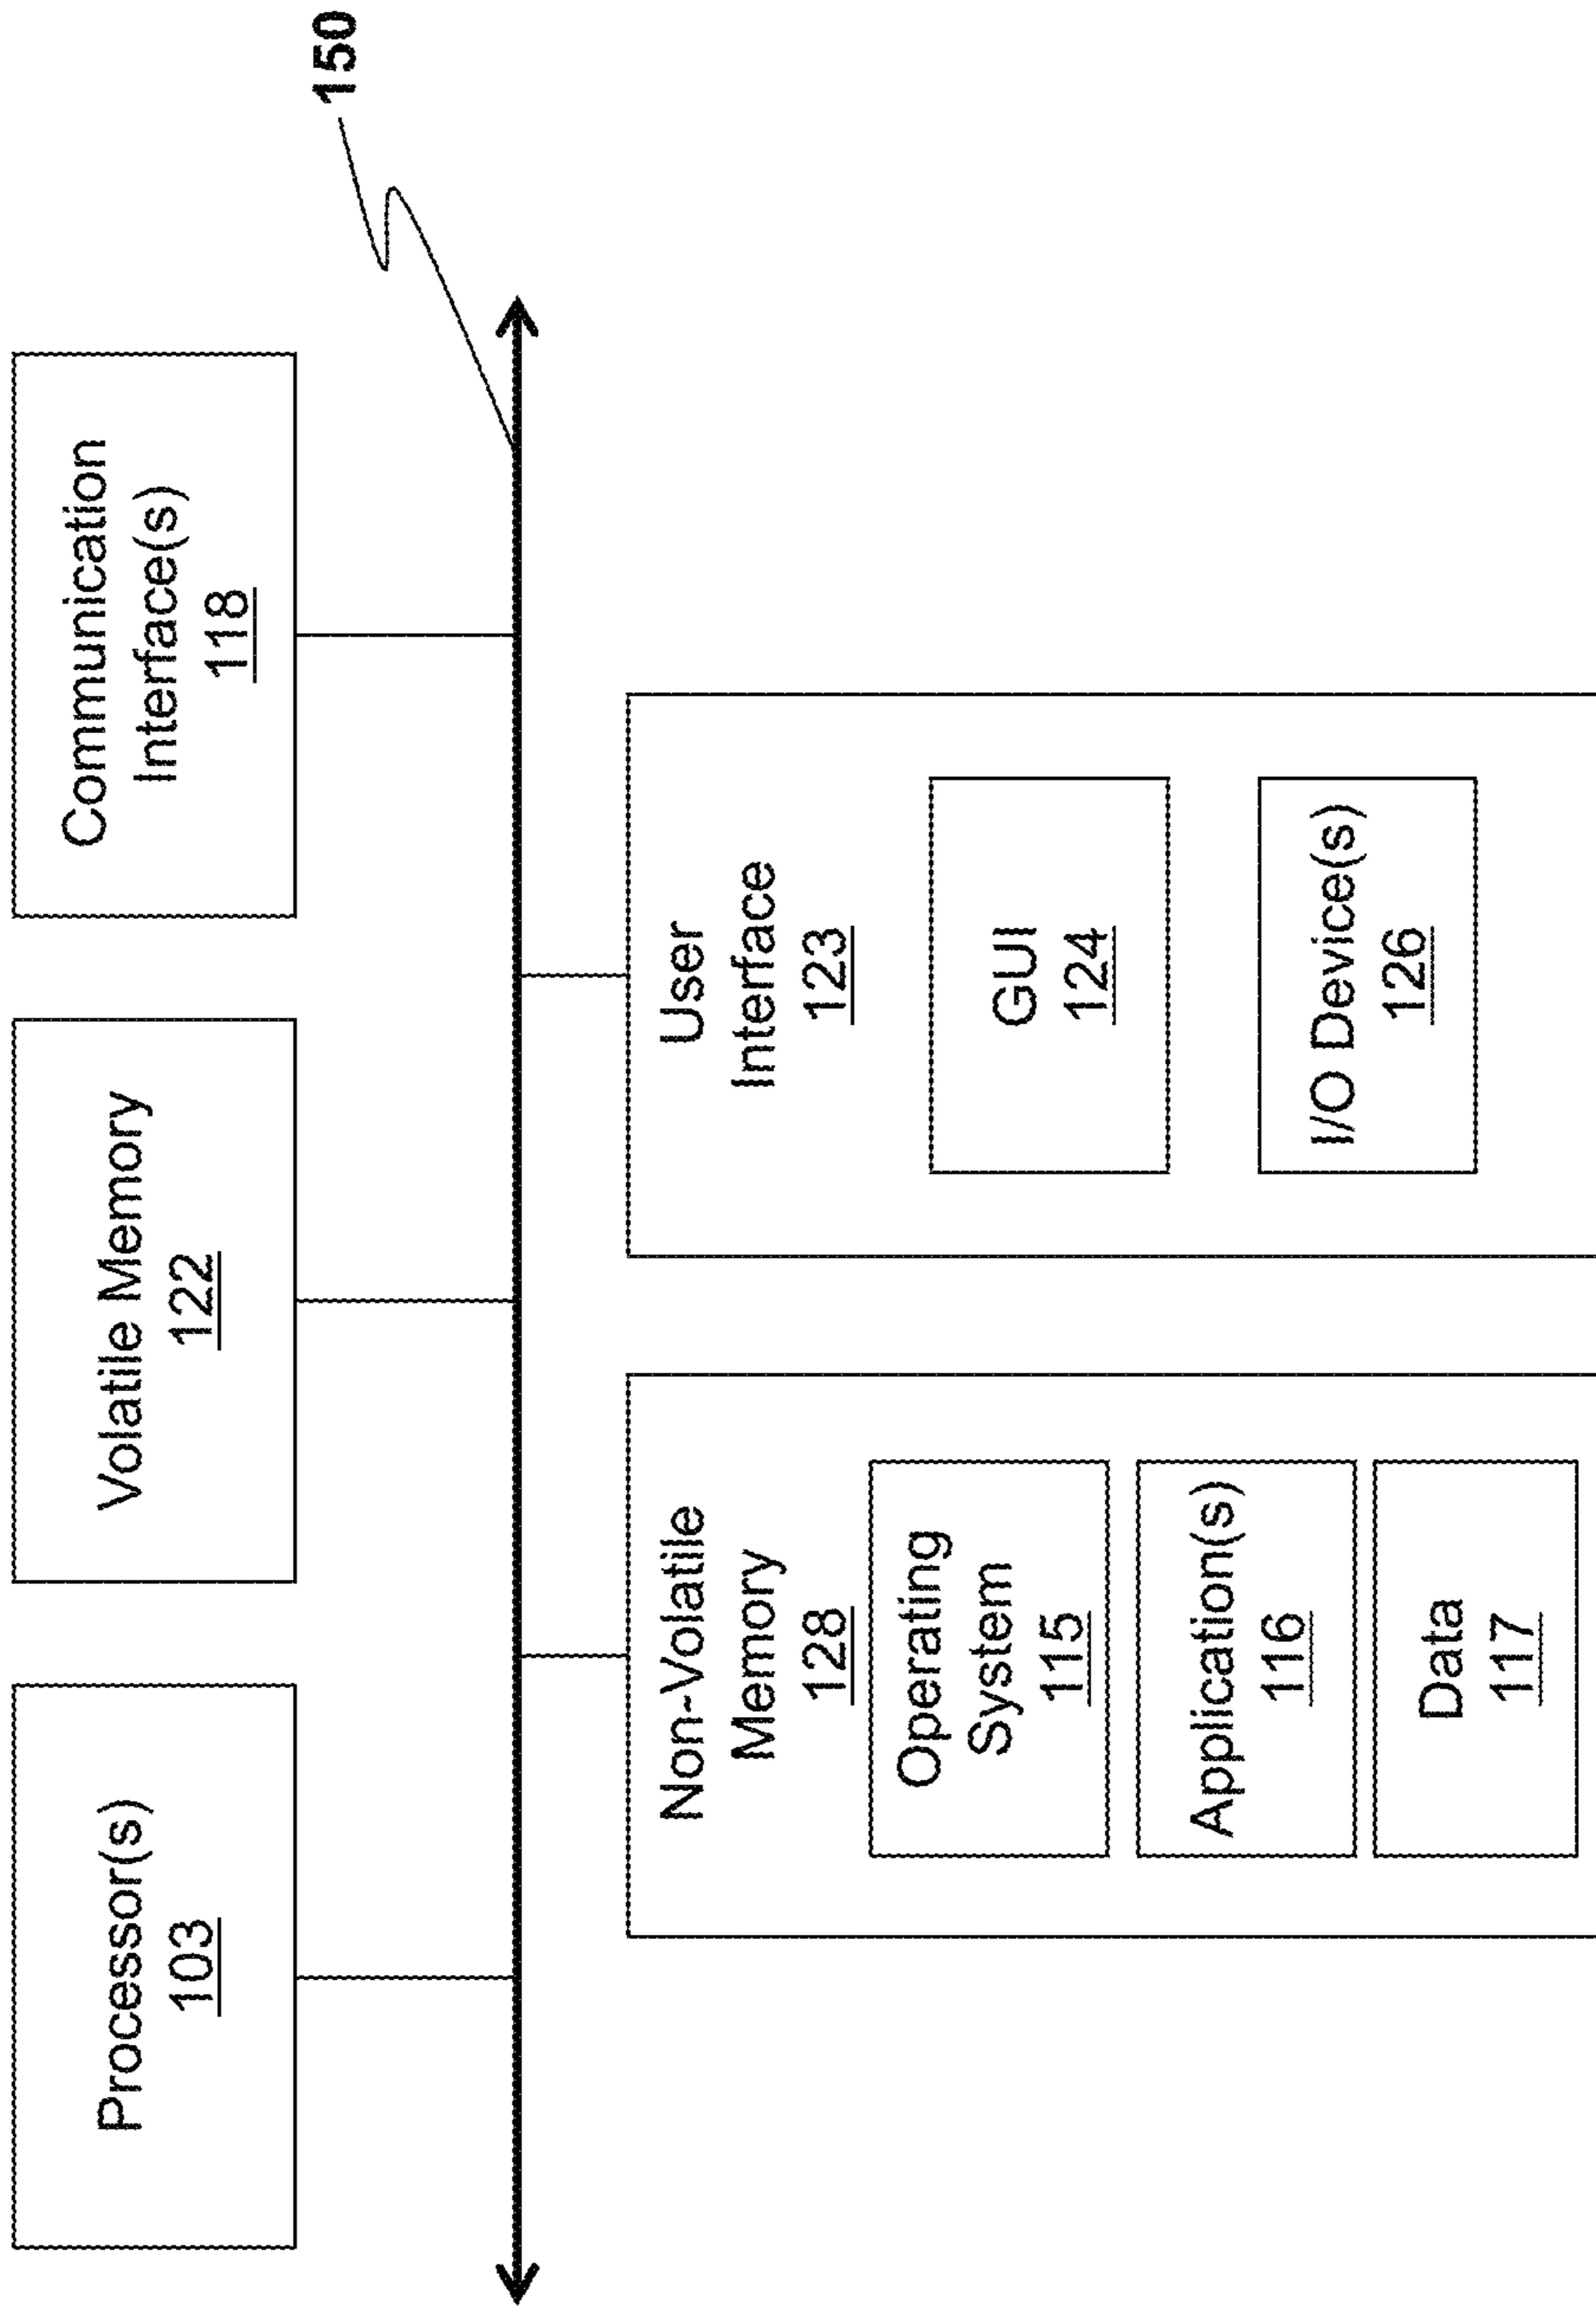 Processor(s)
103
Volatile Memory
122
Communication
Interface(s)
118
150
Non-Volatile
Memory
128
Operating
System
115
Application(s)
116
Data
117
User
Interface
123
GUI
124
I/O Device(s)
126